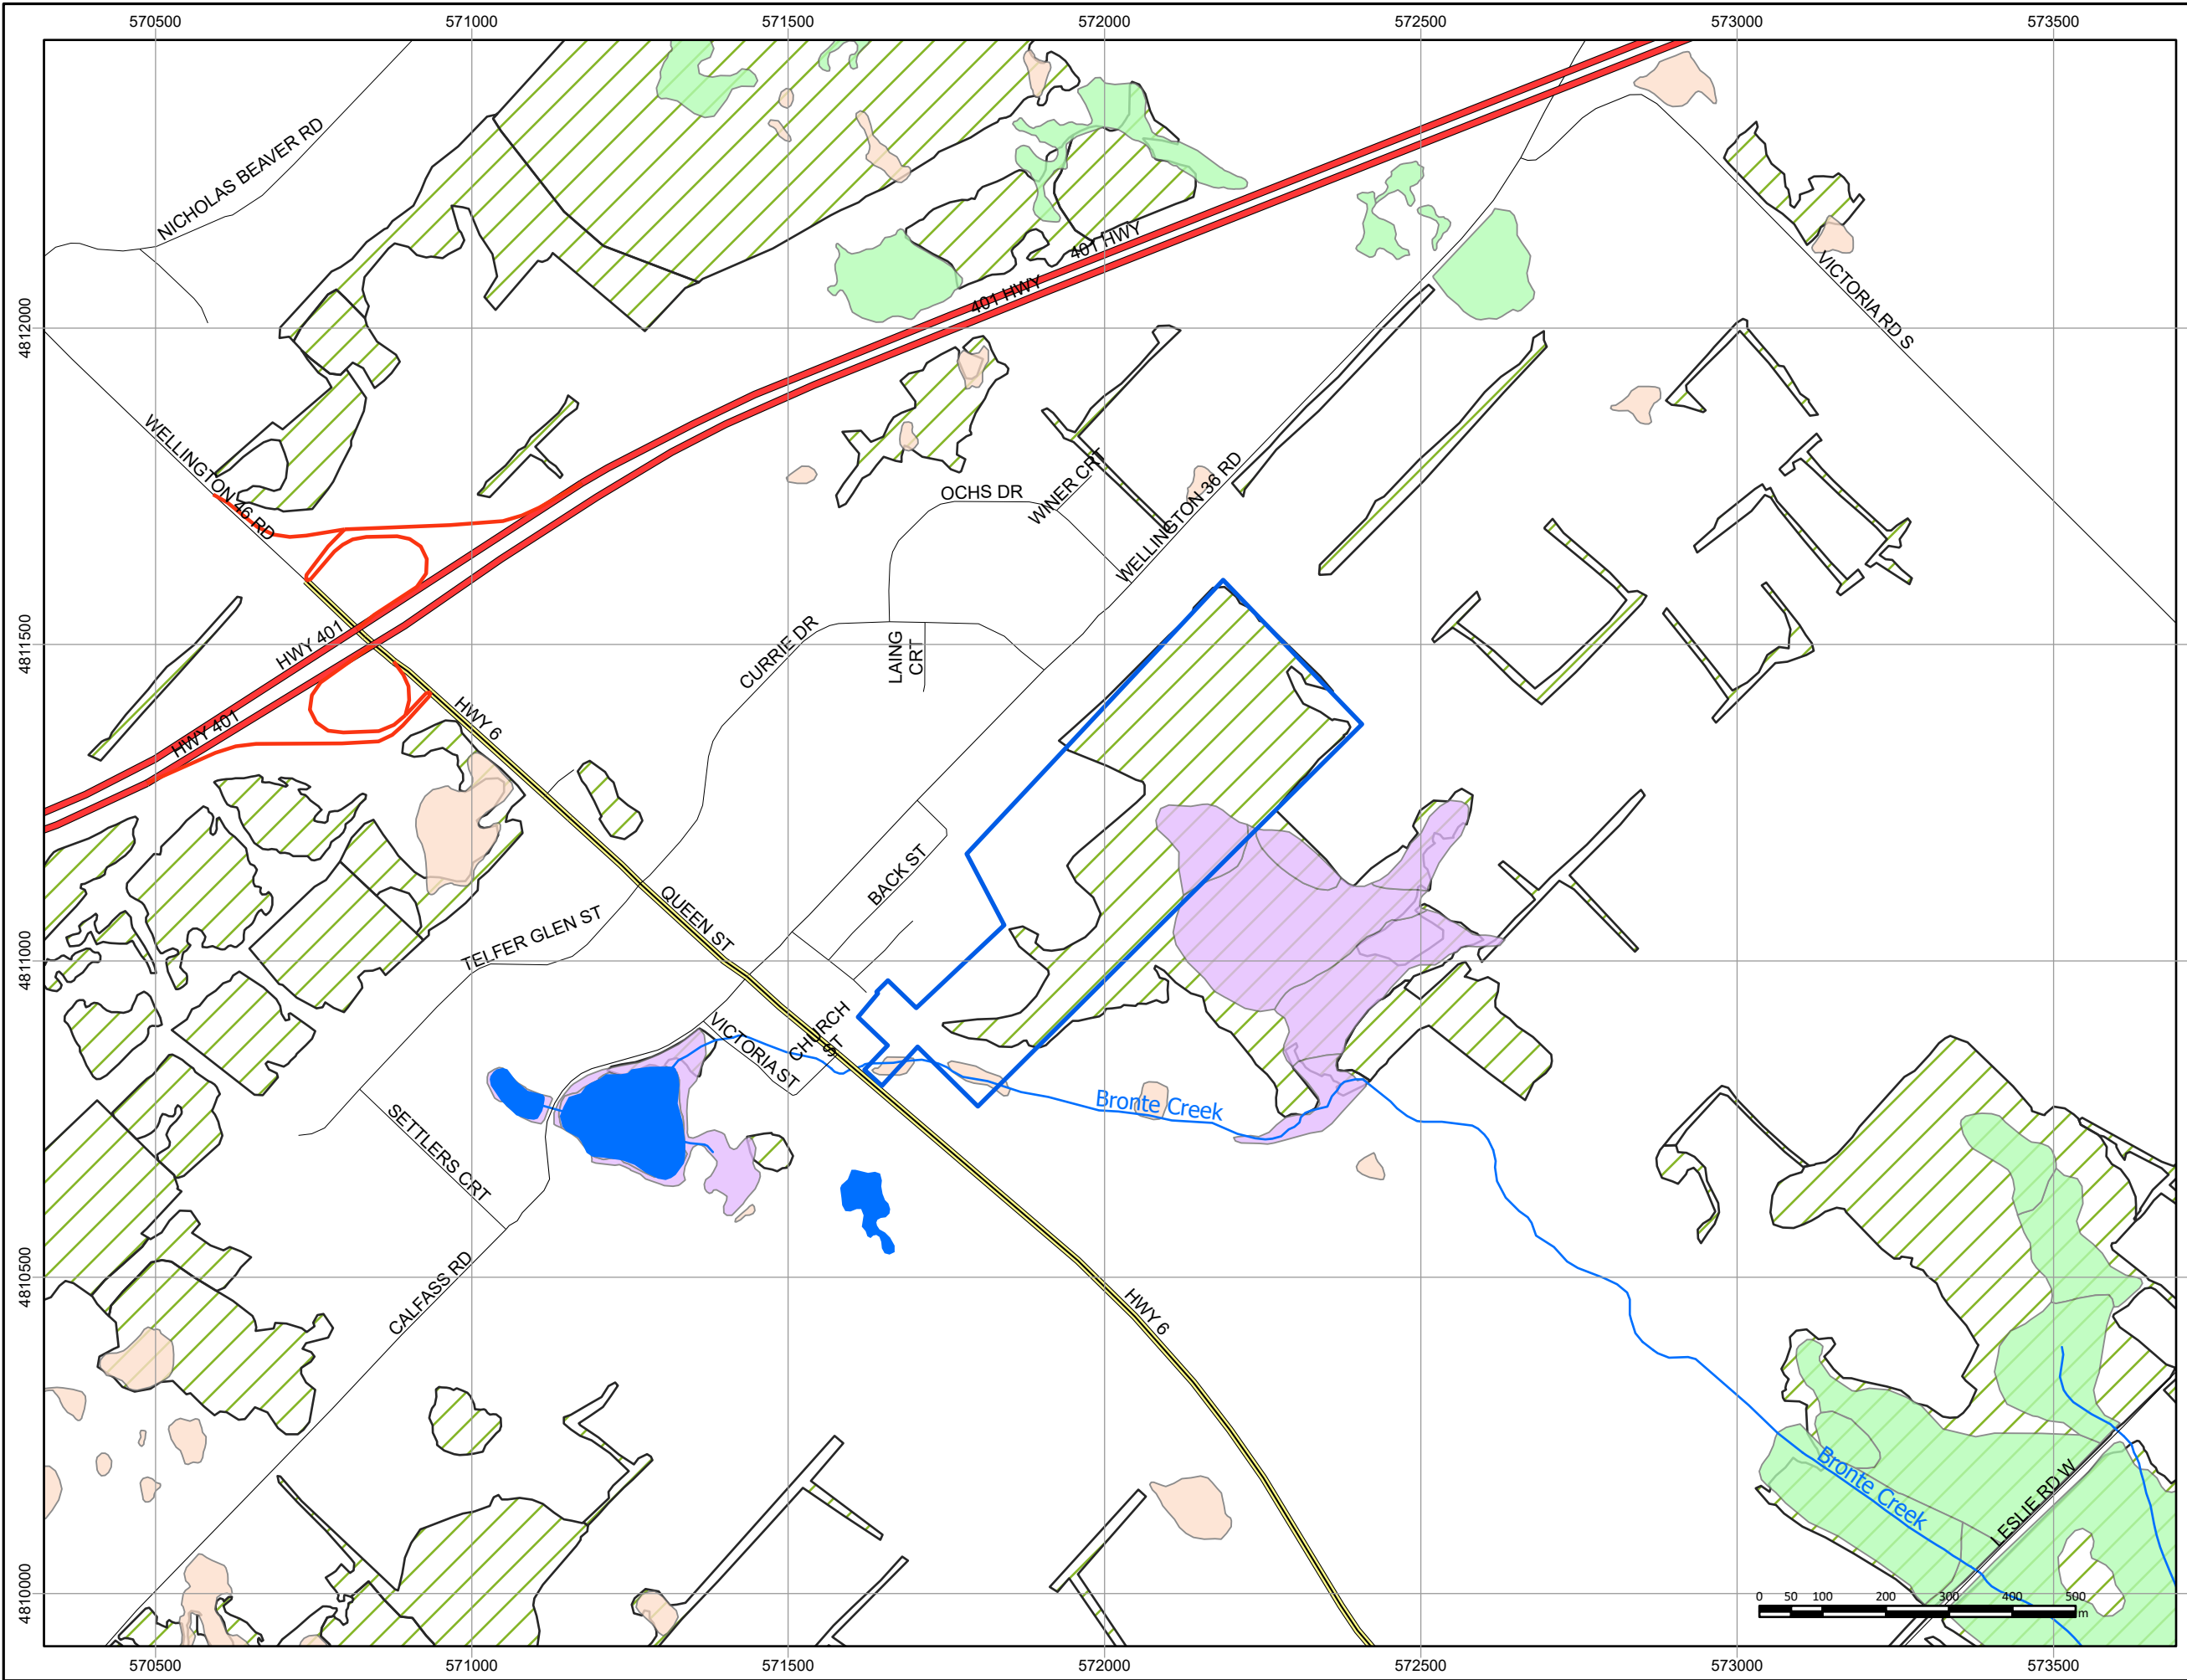 570500 571000 571500 572000 572500 573000 573500
NICHOLAS BEAVER RD
401 HWY
401 HWY
VICTORIA RD S
4812000
WELLINGTON 46 RD
OCHS DR
WINER CRT
WELLINGTON 36 RD
4811500
HWY 401
CURRIE DR
LAING
CRT
HWY 401
HWY 6
BACK ST
QUEEN ST
TELFER GLEN ST
4811000
VICTORIA ST
CHURCH
ST
Bronte Creek
SETTLERS CRT
CALFASS RD
4810500
HWY 6
Bronte Creek
LESLIE RD W
4810000
0 50 100 200 300 400 500
m
570500 571000 571500 572000 572500 573000 573500